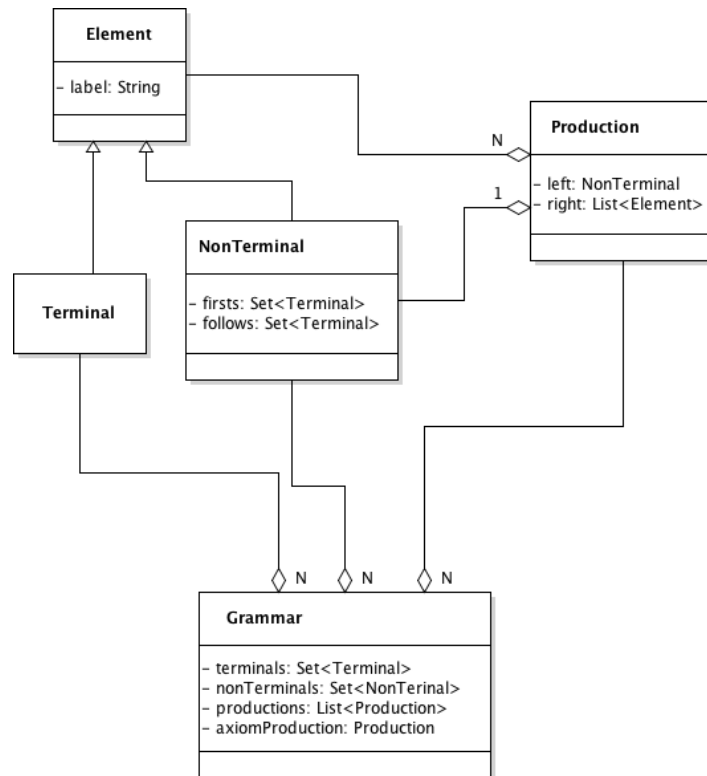 Element
- label: String
N
Production
- left: NonTerminal
- right: List<Element>
1
NonTerminal
- firsts: Set<Terminal>
- follows: Set<Terminal>
Terminal
N
N
N
Grammar
- terminals: Set<Terminal>
- nonTerminals: Set<NonTerinal>
- productions: List<Production>
- axiomProduction: Production